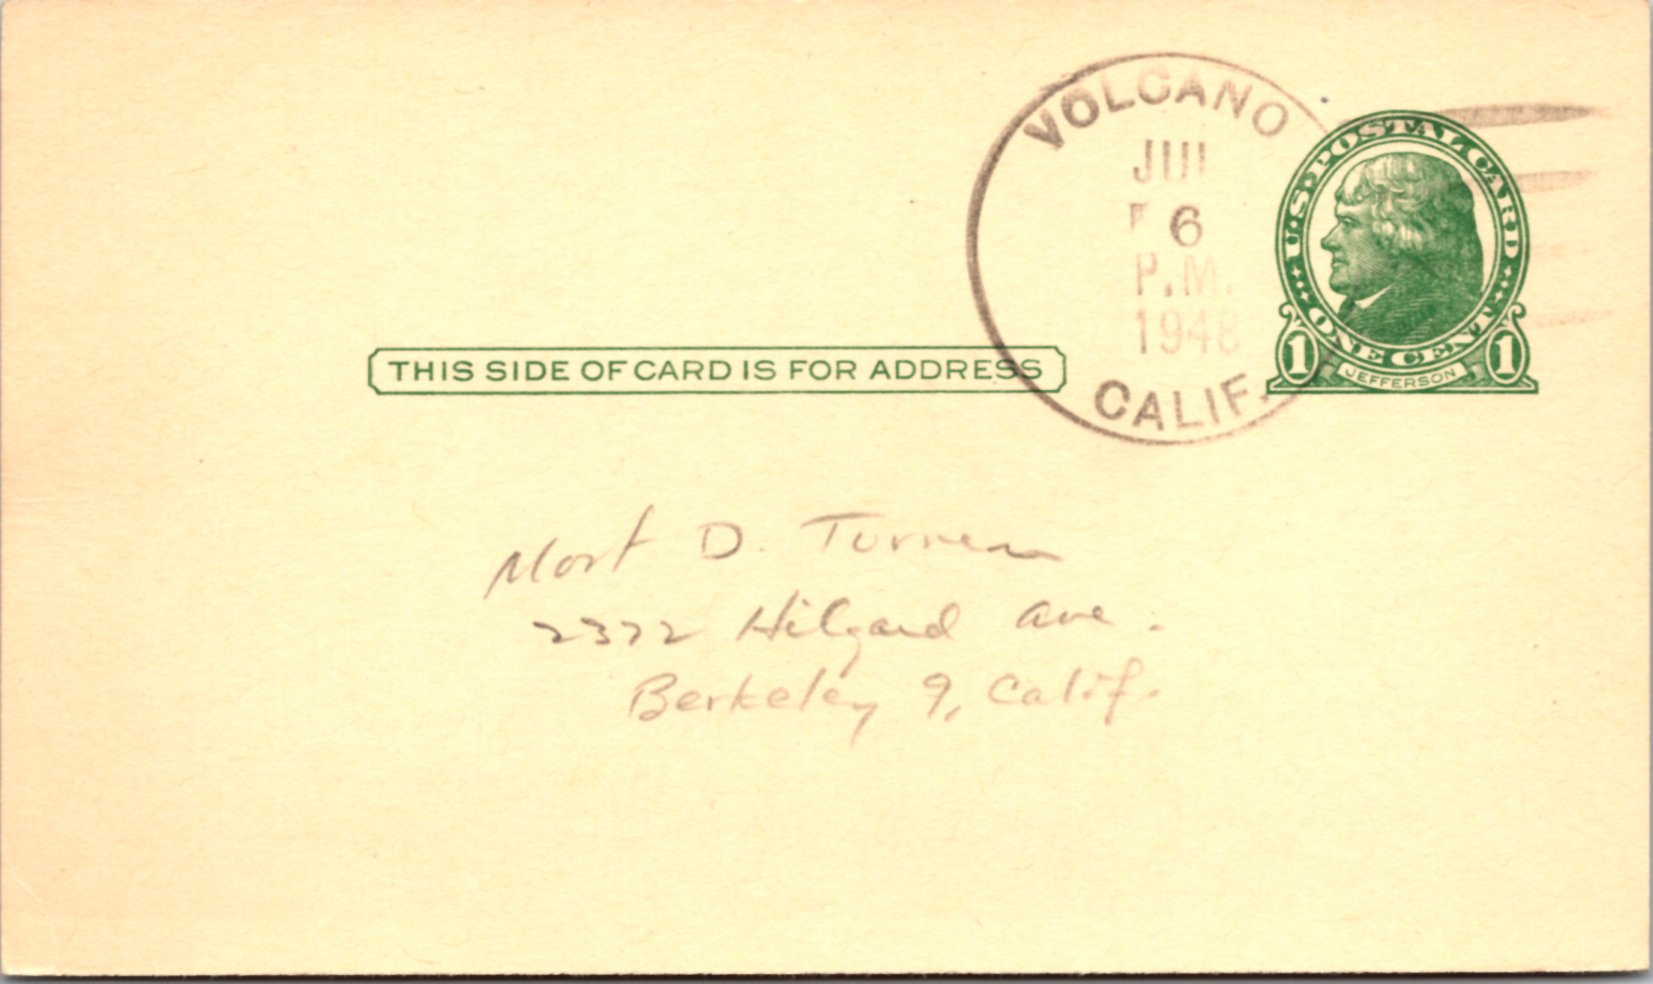 VOLCANO
6
P.M.
1948
CALIF.
U.S. POSTAL CARD
ONE CENT
1 JEFFERSON 1
THIS SIDE OF CARD IS FOR ADDRESS
Mort D. Turner
2372 Hilgard Ave.
Berkeley 9, Calif.